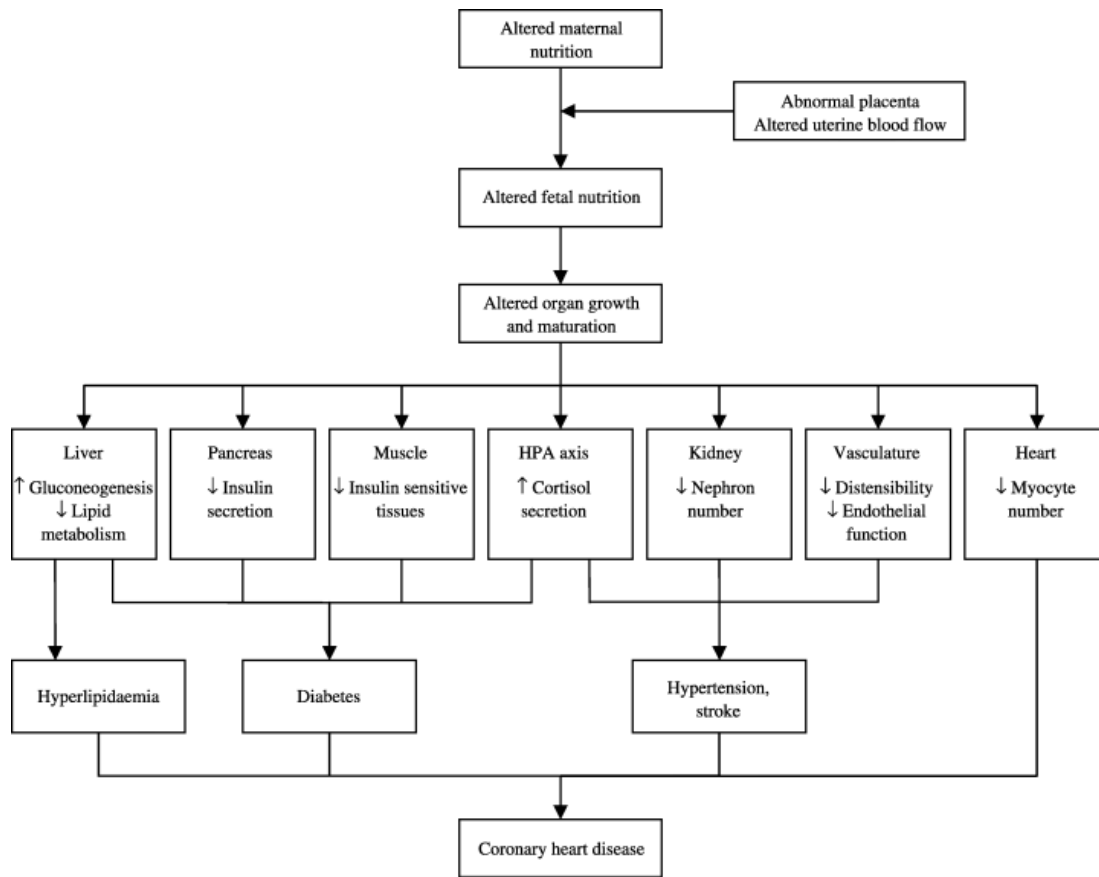 Altered maternal
nutrition
Abnormal placenta
Altered uterine blood flow
Altered fetal nutrition
Altered organ growth
and maturation
Liver
↑ Gluconeogenesis
↓ Lipid
metabolism
Pancreas
↓ Insulin
secretion
Muscle
↓ Insulin sensitive
tissues
HPA axis
↑ Cortisol
secretion
Kidney
↓ Nephron
number
Vasculature
↓ Distensibility
↓ Endothelial
function
Heart
↓ Myocyte
number
Hyperlipidaemia
Diabetes
Hypertension,
stroke
Coronary heart disease